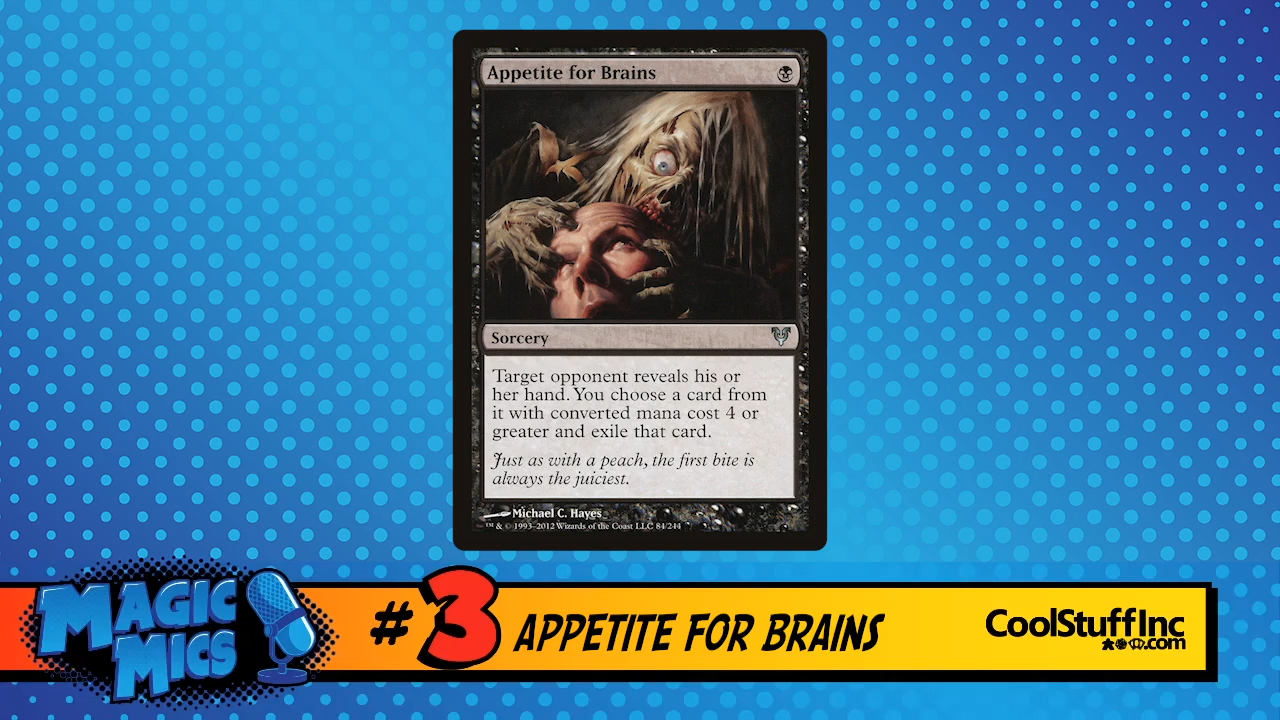 Appetite for Brains
Sorcery
Target opponent reveals his or
her hand. You choose a card from
it with converted mana cost 4 or
greater and exile that card.
Just as with a peach, the first bite is
always the juiciest.
Michael C. Hayes
™ & © 1993–2012 Wizards of the Coast LLC 84/244
MAGIC
MICS
#3 APPETITE FOR BRAINS
CoolStuffInc
.com